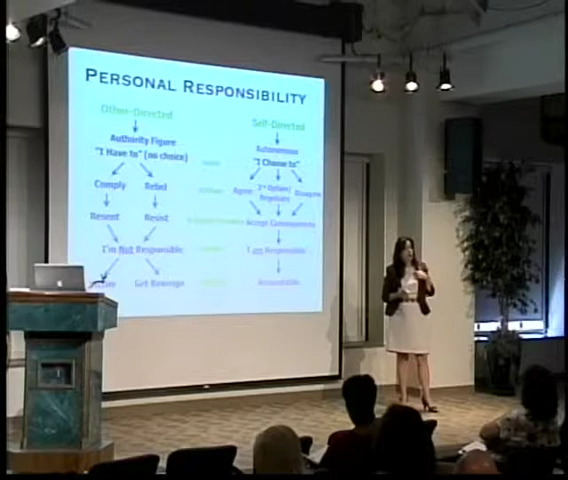 PERSONAL RESPONSIBILITY
Other-Directed
Authority Figure
"I Have to" (no choice)
Comply Rebel
Resent Resist
I'm Not Responsible
Get Revenge
Self-Directed
Autonomous
"I Choose to"
Agree 3rd Option/ Disagree
Negotiate
Accept Consequences
I am Responsible
Accountable